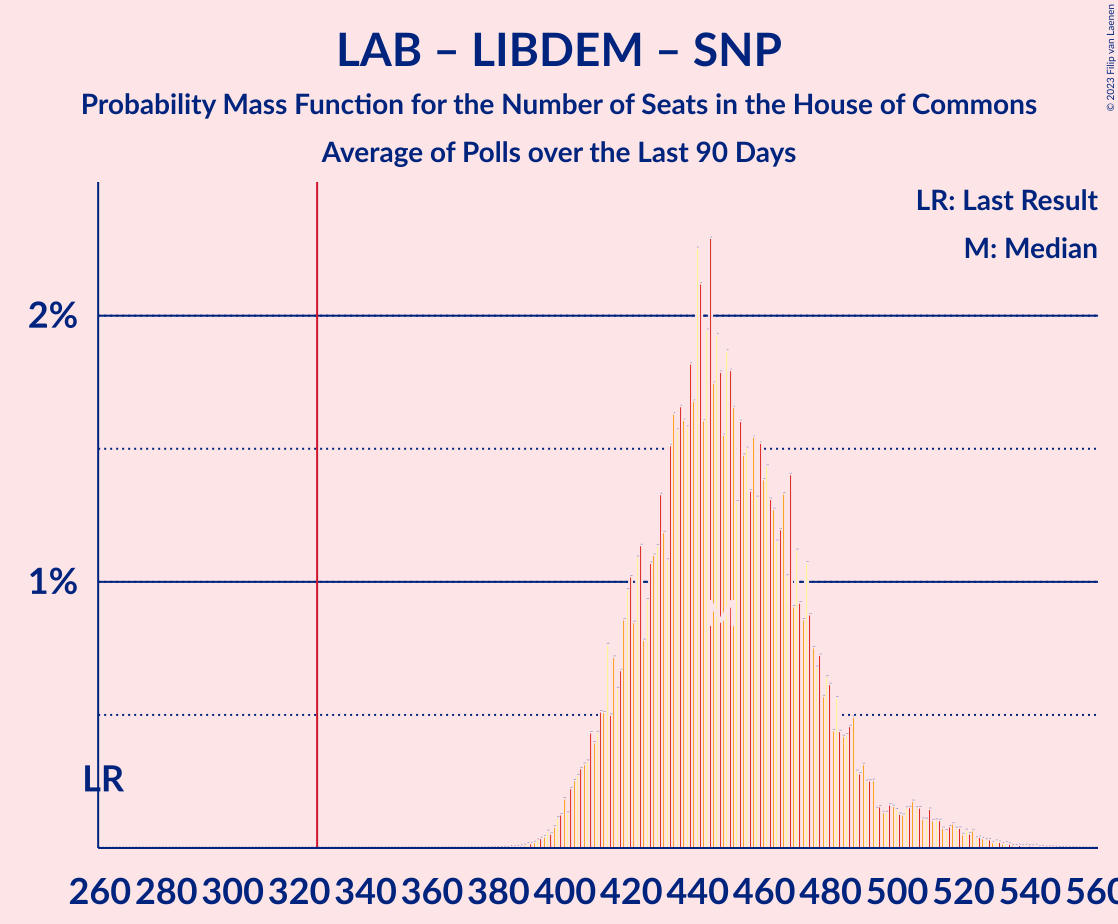 LAB – LIBDEM – SNP
Probability Mass Function for the Number of Seats in the House of Commons
Average of Polls over the Last 90 Days
© 2023 Filip van Laenen
LR: Last Result
M: Median
2%
1%
M
LR
260 280 300 320 340 360 380 400 420 440 460 480 500 520 540 560